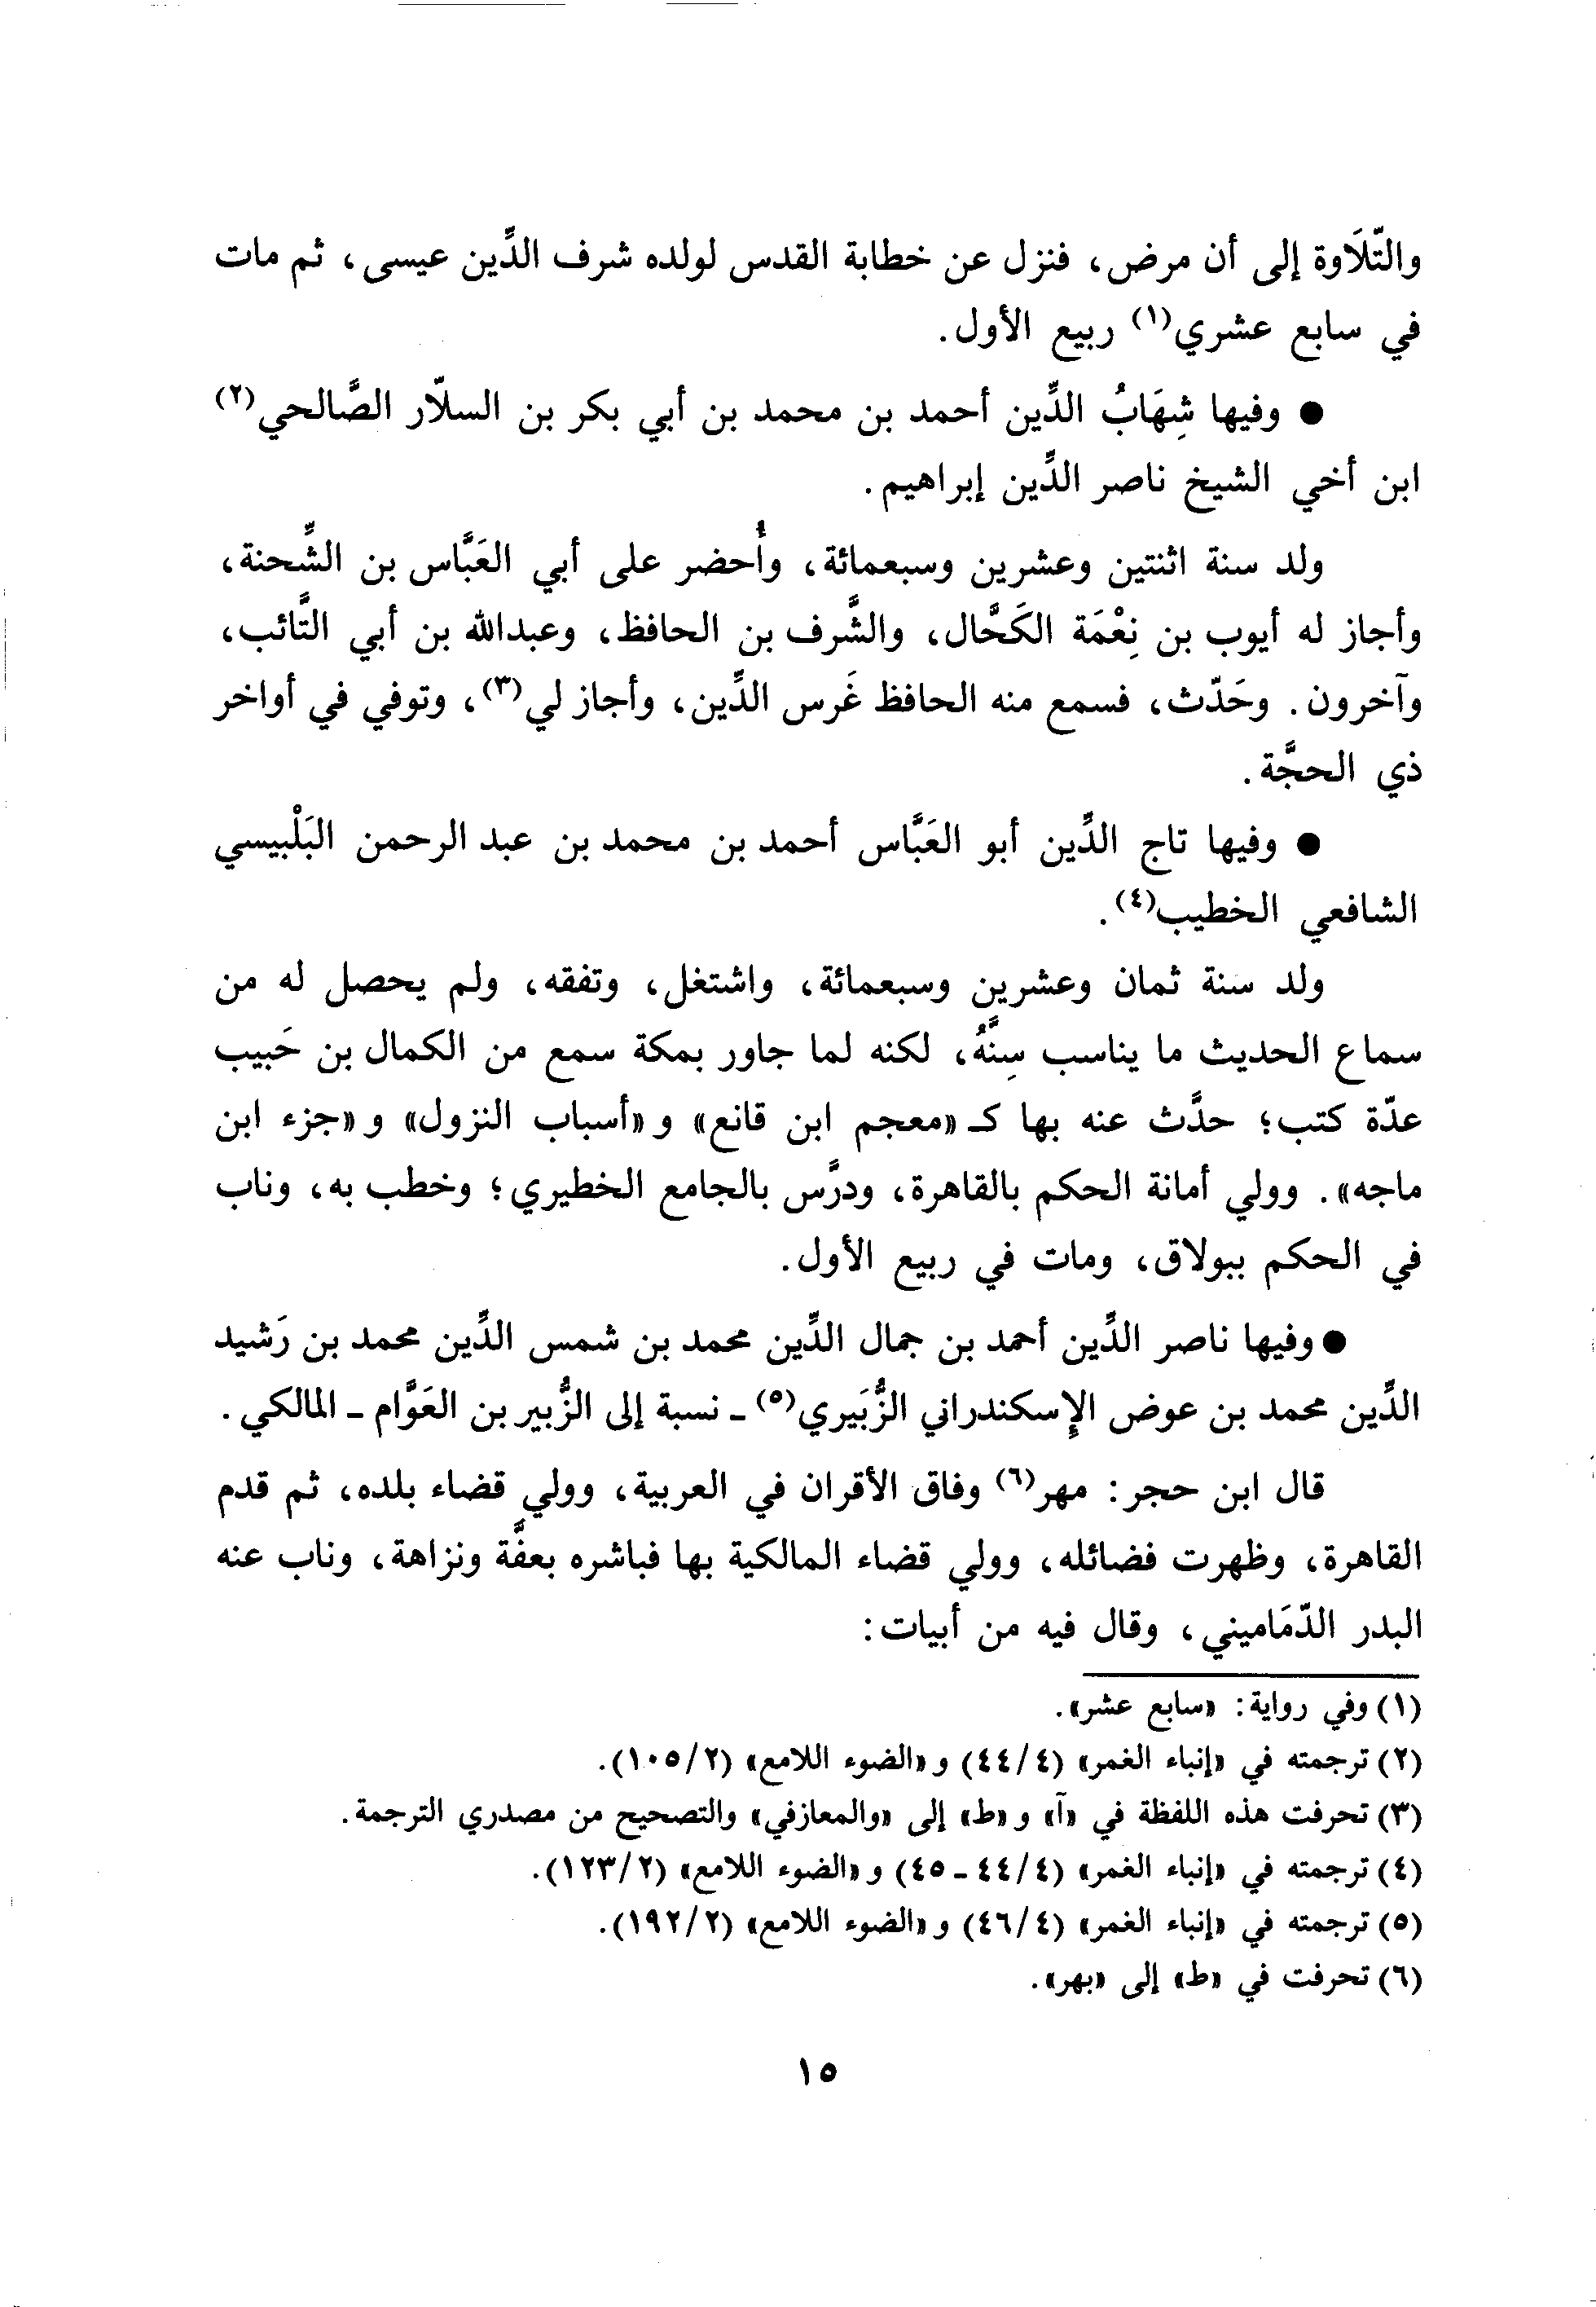 والتّلَاوة إلى أن مرض، فنزل عن خطابة القدس لولده شرف الدِّين عيسى، ثم مات
في سابع عشري(١) ربيع الأول.
● وفيها شِهَابُ الدِّين أحمد بن محمد بن أبي بكر بن السلّار الصَّالحي(٢)
ابن أخي الشيخ ناصر الدِّين إبراهيم.
ولد سنة اثنتين وعشرين وسبعمائة، وأُحضر على أبي العَبَّاس بن الشِّحنة،
وأجاز له أيوب بن نِعْمَة الكَحَّال، والشَّرف بن الحافظ، وعبدالله بن أبي التَّائب،
وآخرون. وحَدّث، فسمع منه الحافظ غَرس الدِّين، وأجاز لي(٣)، وتوفي في أواخر
ذي الحجَّة.
● وفيها تاج الدِّين أبو العَبَّاس أحمد بن محمد بن عبد الرحمن البَلْبيسي
الشافعي الخطيب(٤).
ولد سنة ثمان وعشرين وسبعمائة، واشتغل، وتفقه، ولم يحصل له من
سماع الحديث ما يناسب سِنَّهُ، لكنه لما جاور بمكة سمع من الكمال بن حَبيب
عدّة كتب؛ حدَّث عنه بها كـ «معجم ابن قانع» و «أسباب النزول» و «جزء ابن
ماجه». وولي أمانة الحكم بالقاهرة، ودرَّس بالجامع الخطيري؛ وخطب به، وناب
في الحكم ببولاق، ومات في ربيع الأول.
● وفيها ناصر الدِّين أحمد بن جمال الدِّين محمد بن شمس الدِّين محمد بن رَشيد
الدِّين محمد بن عوض الإِسكندراني الزُّبَيري(٥) ـ نسبة إلى الزُّبير بن العَوَّام ـ المالكي.
قال ابن حجر: مهر(٦) وفاق الأقران في العربية، وولي قضاء بلده، ثم قدم
القاهرة، وظهرت فضائله، وولي قضاء المالكية بها فباشره بعفَّة ونزاهة، وناب عنه
البدر الدّمَاميني، وقال فيه من أبيات:
(١) وفي رواية: «سابع عشر».
(٢) ترجمته في «إنباء الغمر» (٤/٤٤) و «الضوء اللامع» (٢/١٠٥).
(٣) تحرفت هذه اللفظة في «آ» و «ط» إلى «والمعازفي» والتصحيح من مصدري الترجمة.
(٤) ترجمته في «إنباء الغمر» (٤/٤٤ ـ ٤٥) و «الضوء اللامع» (٢/١٢٣).
(٥) ترجمته في «إنباء الغمر» (٤/٤٦) و «الضوء اللامع» (٢/١٩٢).
(٦) تحرفت في «ط» إلى «بهر».
١٥